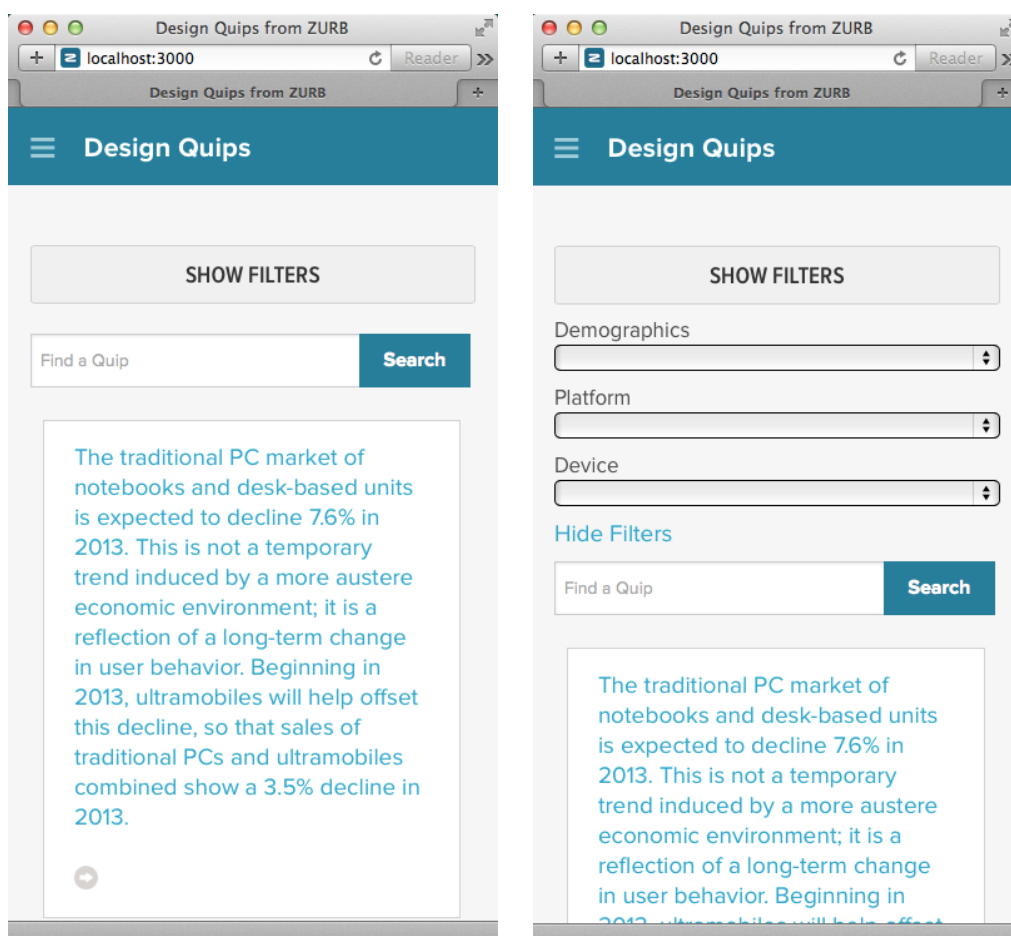 Design Quips from ZURB
localhost:3000
Reader
Design Quips from ZURB
Design Quips
SHOW FILTERS
Find a Quip
Search
The traditional PC market of
notebooks and desk-based units
is expected to decline 7.6% in
2013. This is not a temporary
trend induced by a more austere
economic environment; it is a
reflection of a long-term change
in user behavior. Beginning in
2013, ultramobiles will help offset
this decline, so that sales of
traditional PCs and ultramobiles
combined show a 3.5% decline in
2013.
Design Quips from ZURB
localhost:3000
Reader
Design Quips from ZURB
Design Quips
SHOW FILTERS
Demographics
Platform
Device
Hide Filters
Find a Quip
Search
The traditional PC market of
notebooks and desk-based units
is expected to decline 7.6% in
2013. This is not a temporary
trend induced by a more austere
economic environment; it is a
reflection of a long-term change
in user behavior. Beginning in
2013, ultramobiles will help offset